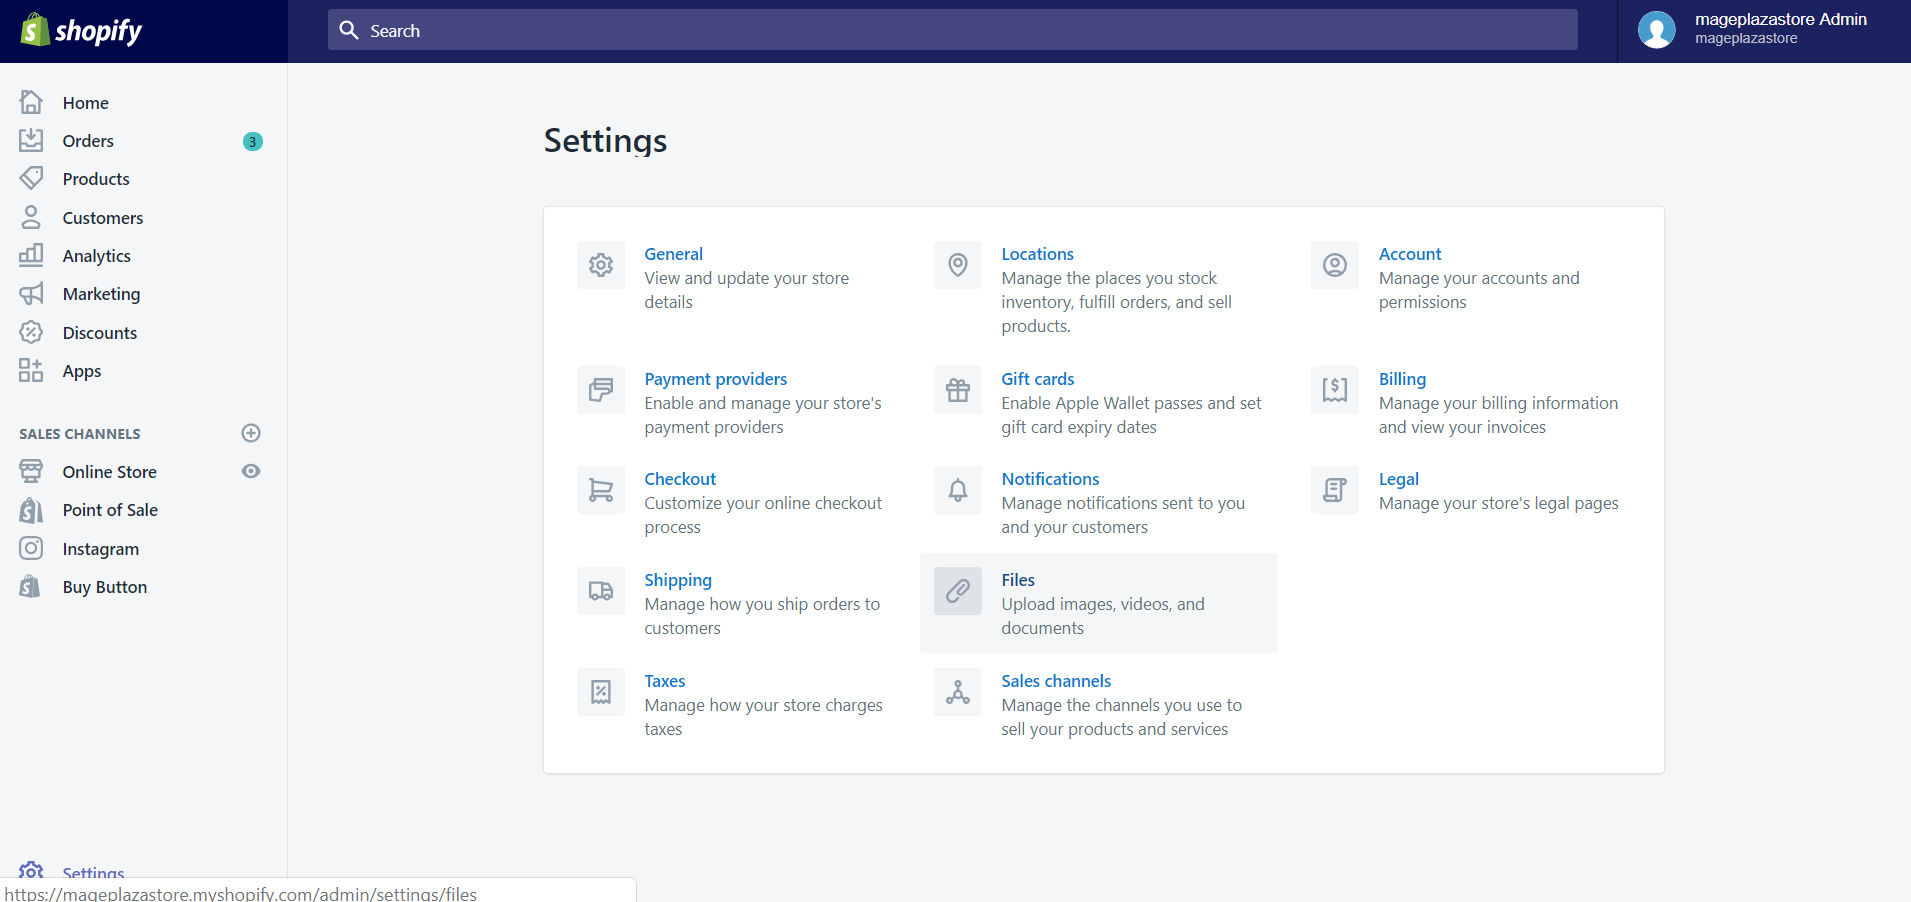 shopify
Search
mageplazastore Admin
mageplazastore
Home
Orders
3
Products
Customers
Analytics
Marketing
Discounts
Apps
SALES CHANNELS
Online Store
Point of Sale
Instagram
Buy Button
Settings
https://mageplazastore.myshopify.com/admin/settings/files
Settings
General
View and update your store
details
Locations
Manage the places you stock
inventory, fulfill orders, and sell
products.
Account
Manage your accounts and
permissions
Payment providers
Enable and manage your store's
payment providers
Gift cards
Enable Apple Wallet passes and set
gift card expiry dates
Billing
Manage your billing information
and view your invoices
Checkout
Customize your online checkout
process
Notifications
Manage notifications sent to you
and your customers
Legal
Manage your store's legal pages
Shipping
Manage how you ship orders to
customers
Files
Upload images, videos, and
documents
Taxes
Manage how your store charges
taxes
Sales channels
Manage the channels you use to
sell your products and services